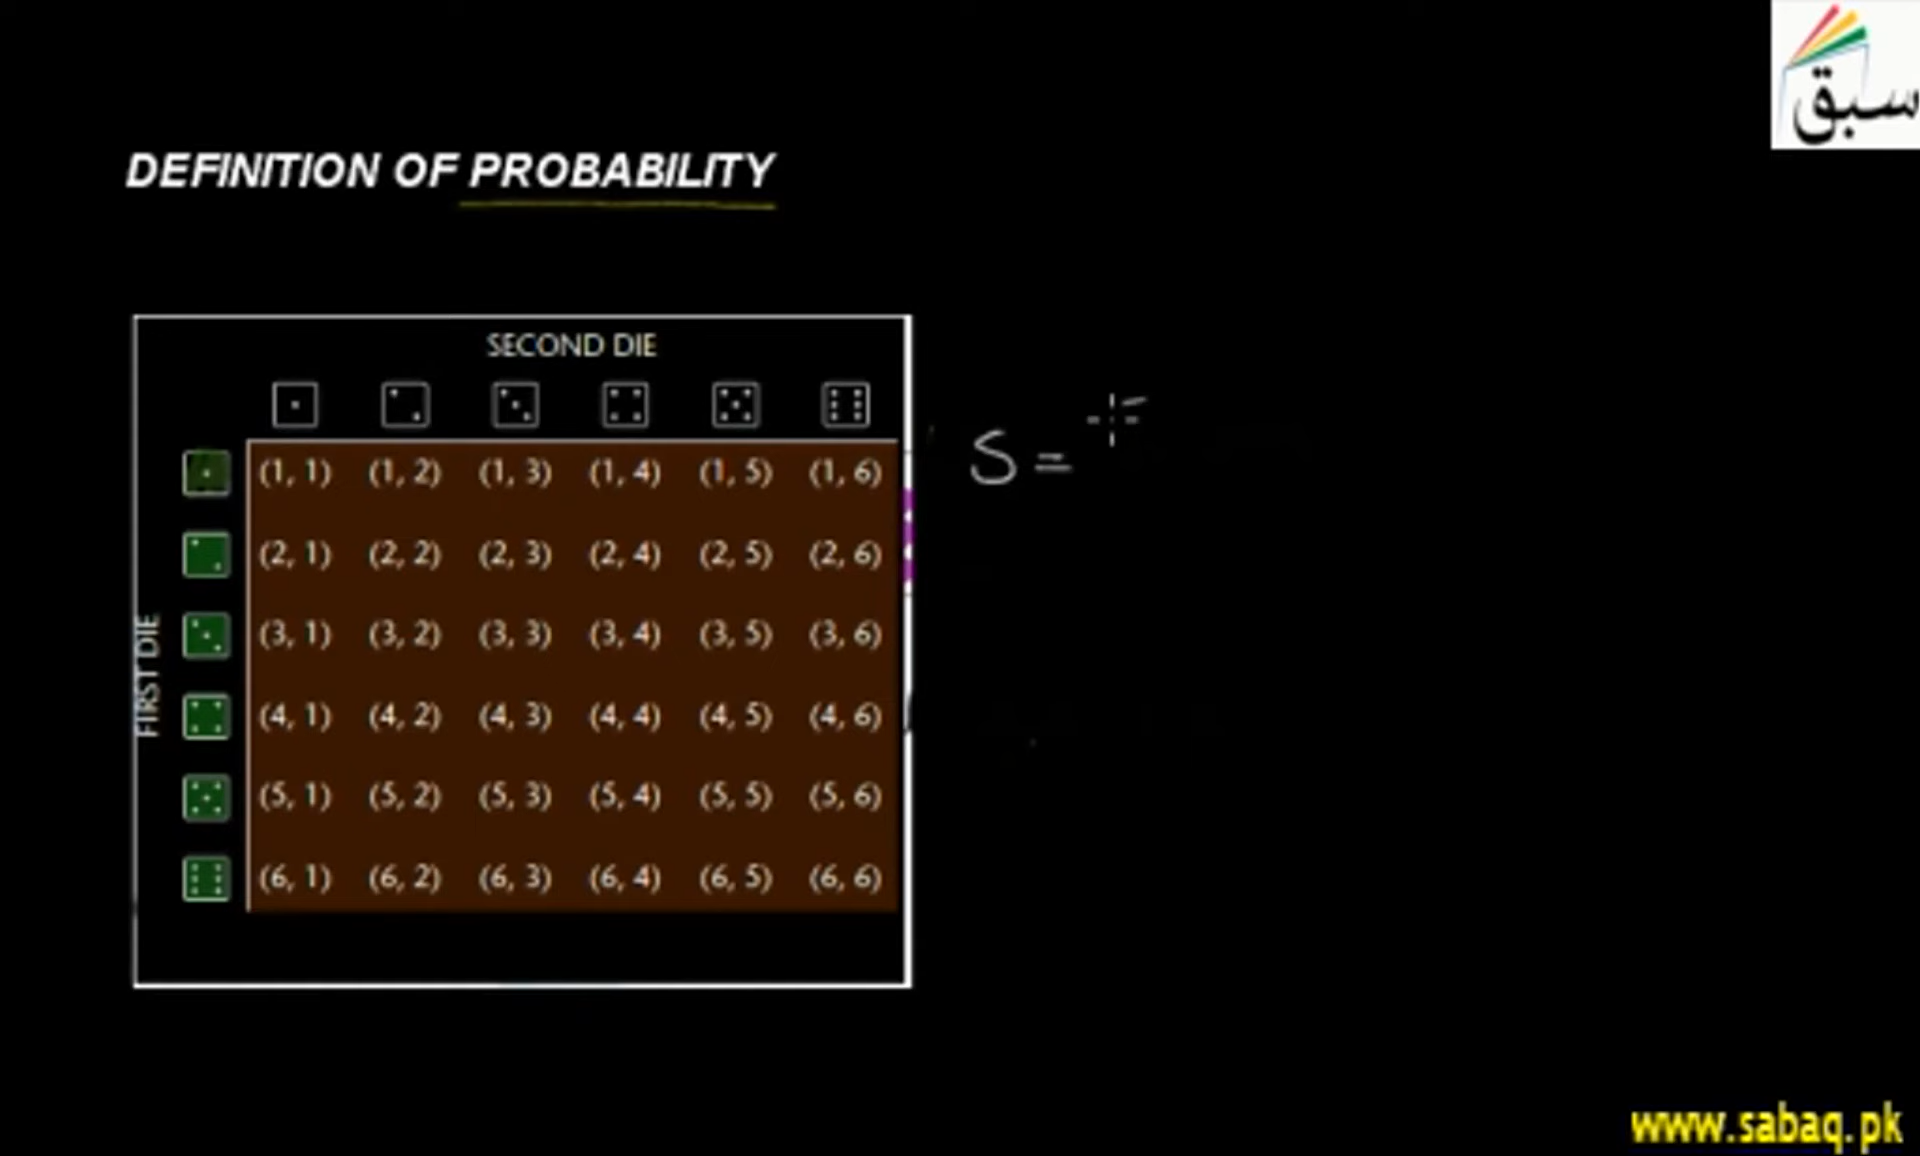 سبق
DEFINITION OF PROBABILITY
SECOND DIE
FIRST DIE
(1, 1) (1, 2) (1, 3) (1, 4) (1, 5) (1, 6)
(2, 1) (2, 2) (2, 3) (2, 4) (2, 5) (2, 6)
(3, 1) (3, 2) (3, 3) (3, 4) (3, 5) (3, 6)
(4, 1) (4, 2) (4, 3) (4, 4) (4, 5) (4, 6)
(5, 1) (5, 2) (5, 3) (5, 4) (5, 5) (5, 6)
(6, 1) (6, 2) (6, 3) (6, 4) (6, 5) (6, 6)
S =
www.sabaq.pk